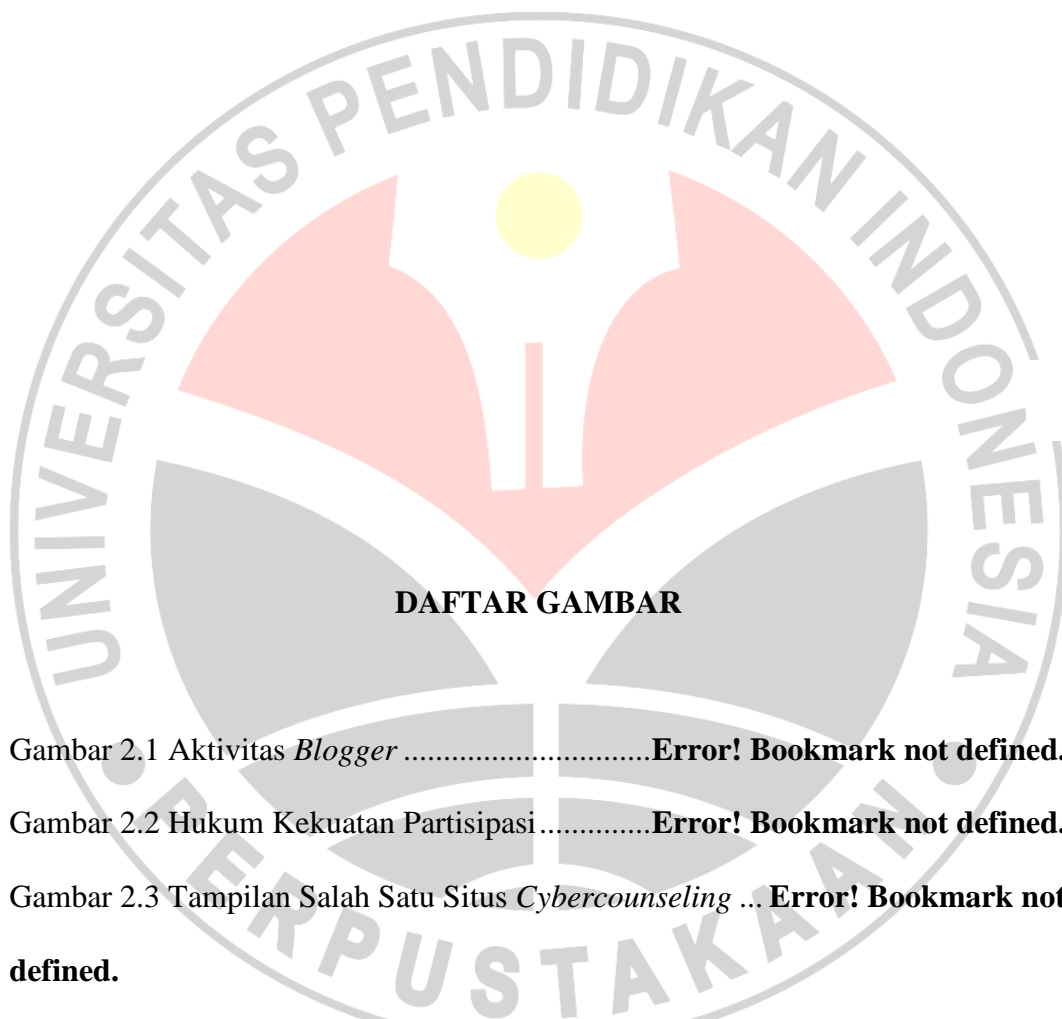 UNIVERSITAS PENDIDIKAN INDONESIA
DAFTAR GAMBAR
Gambar 2.1 Aktivitas Blogger ................................Error! Bookmark not defined.
Gambar 2.2 Hukum Kekuatan Partisipasi..............Error! Bookmark not defined.
Gambar 2.3 Tampilan Salah Satu Situs Cybercounseling ... Error! Bookmark not
defined.
PERPUSTAKAAN